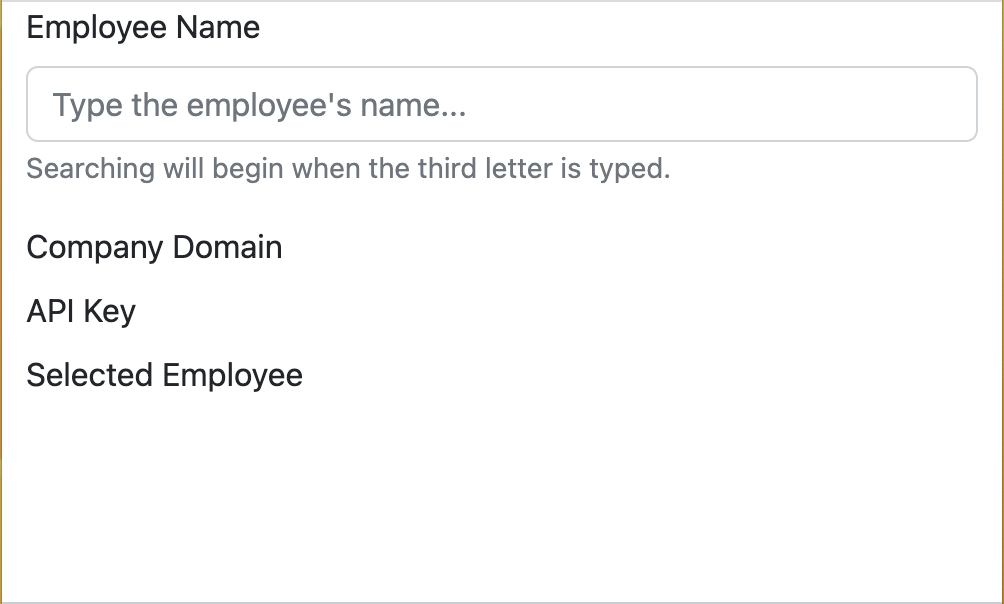 Employee Name
Type the employee's name...
Searching will begin when the third letter is typed.
Company Domain
API Key
Selected Employee